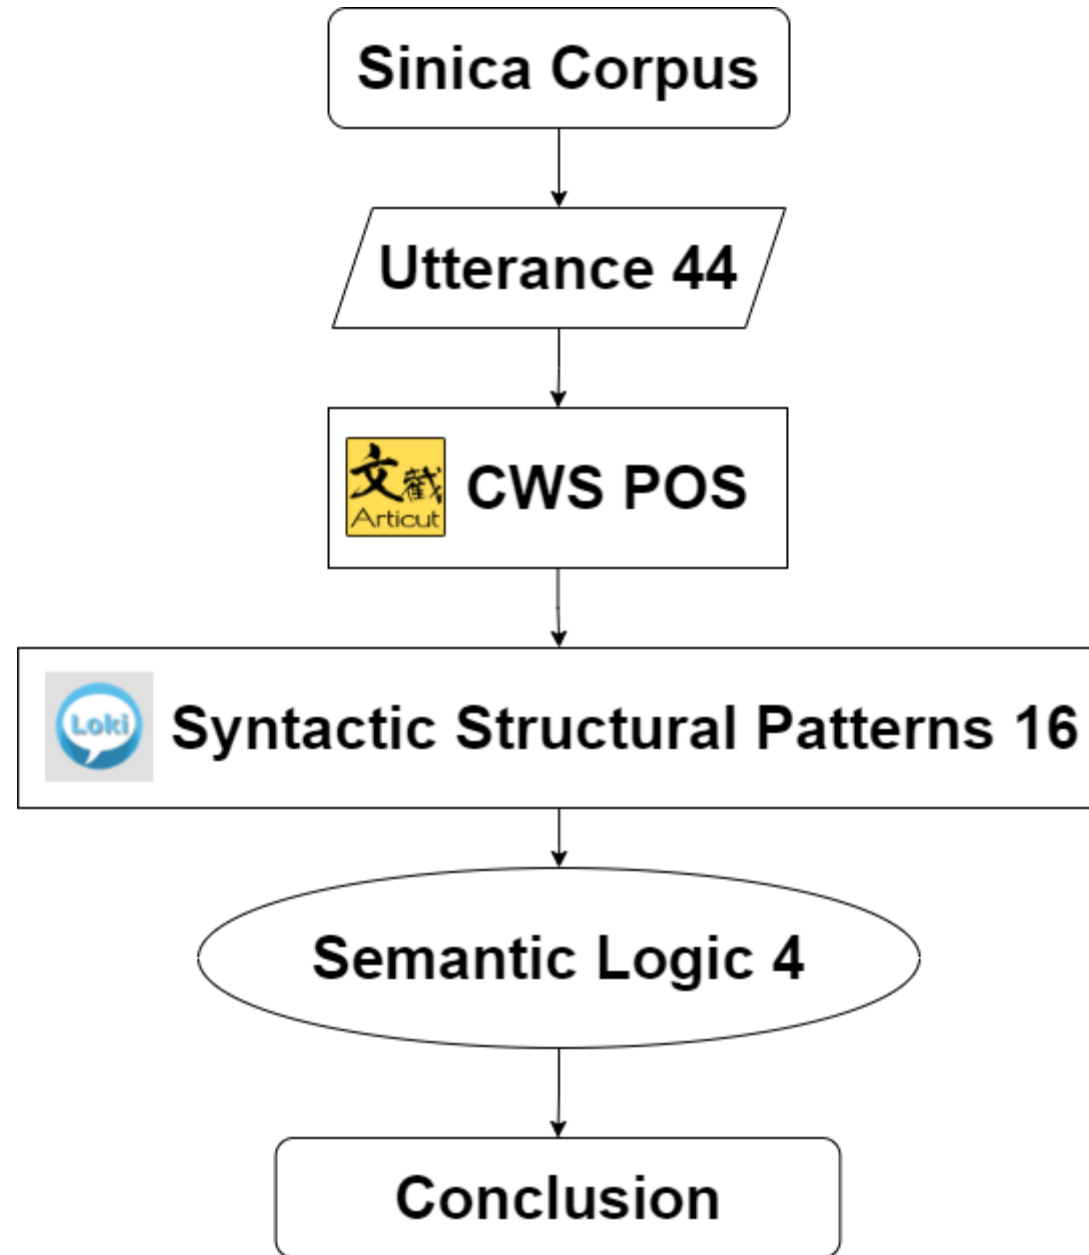 Sinica Corpus
Utterance 44
文截
Articut
CWS POS
Loki
Syntactic Structural Patterns 16
Semantic Logic 4
Conclusion